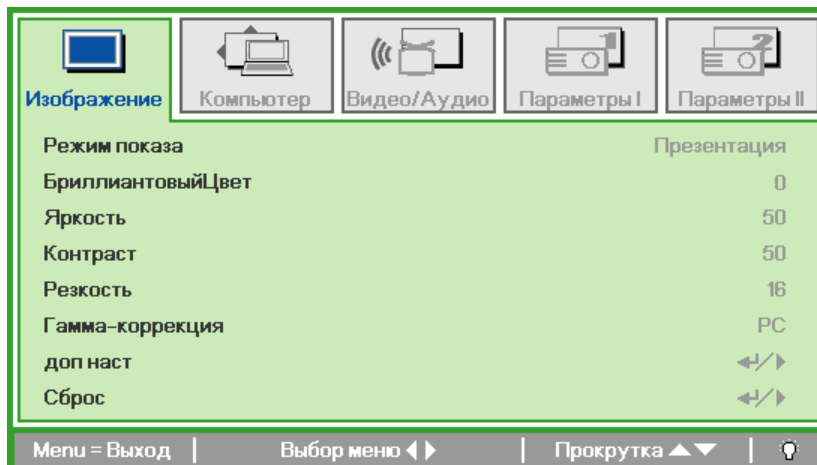 Изображение Компьютер Видео/Аудио Параметры I Параметры II
Режим показа Презентация
БриллиантовыйЦвет 0
Яркость 50
Контраст 50
Резкость 16
Гамма-коррекция PC
доп наст
Сброс
Menu = Выход Выбор меню Прокрутка